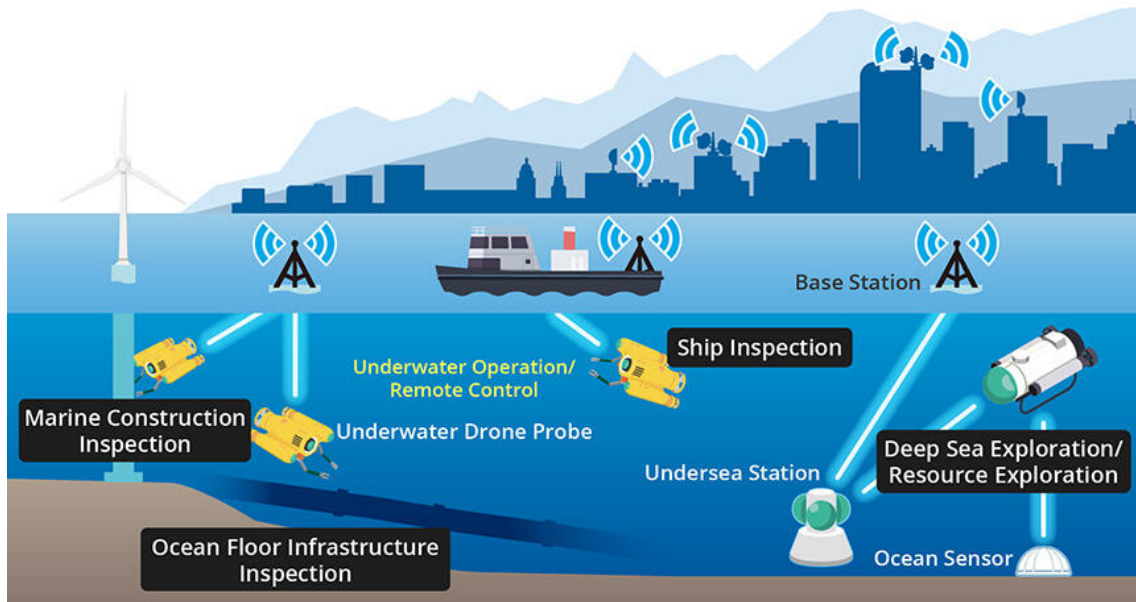 Base Station
Underwater Operation/
Remote Control
Ship Inspection
Marine Construction
Inspection
Underwater Drone Probe
Undersea Station
Deep Sea Exploration/
Resource Exploration
Ocean Floor Infrastructure
Inspection
Ocean Sensor